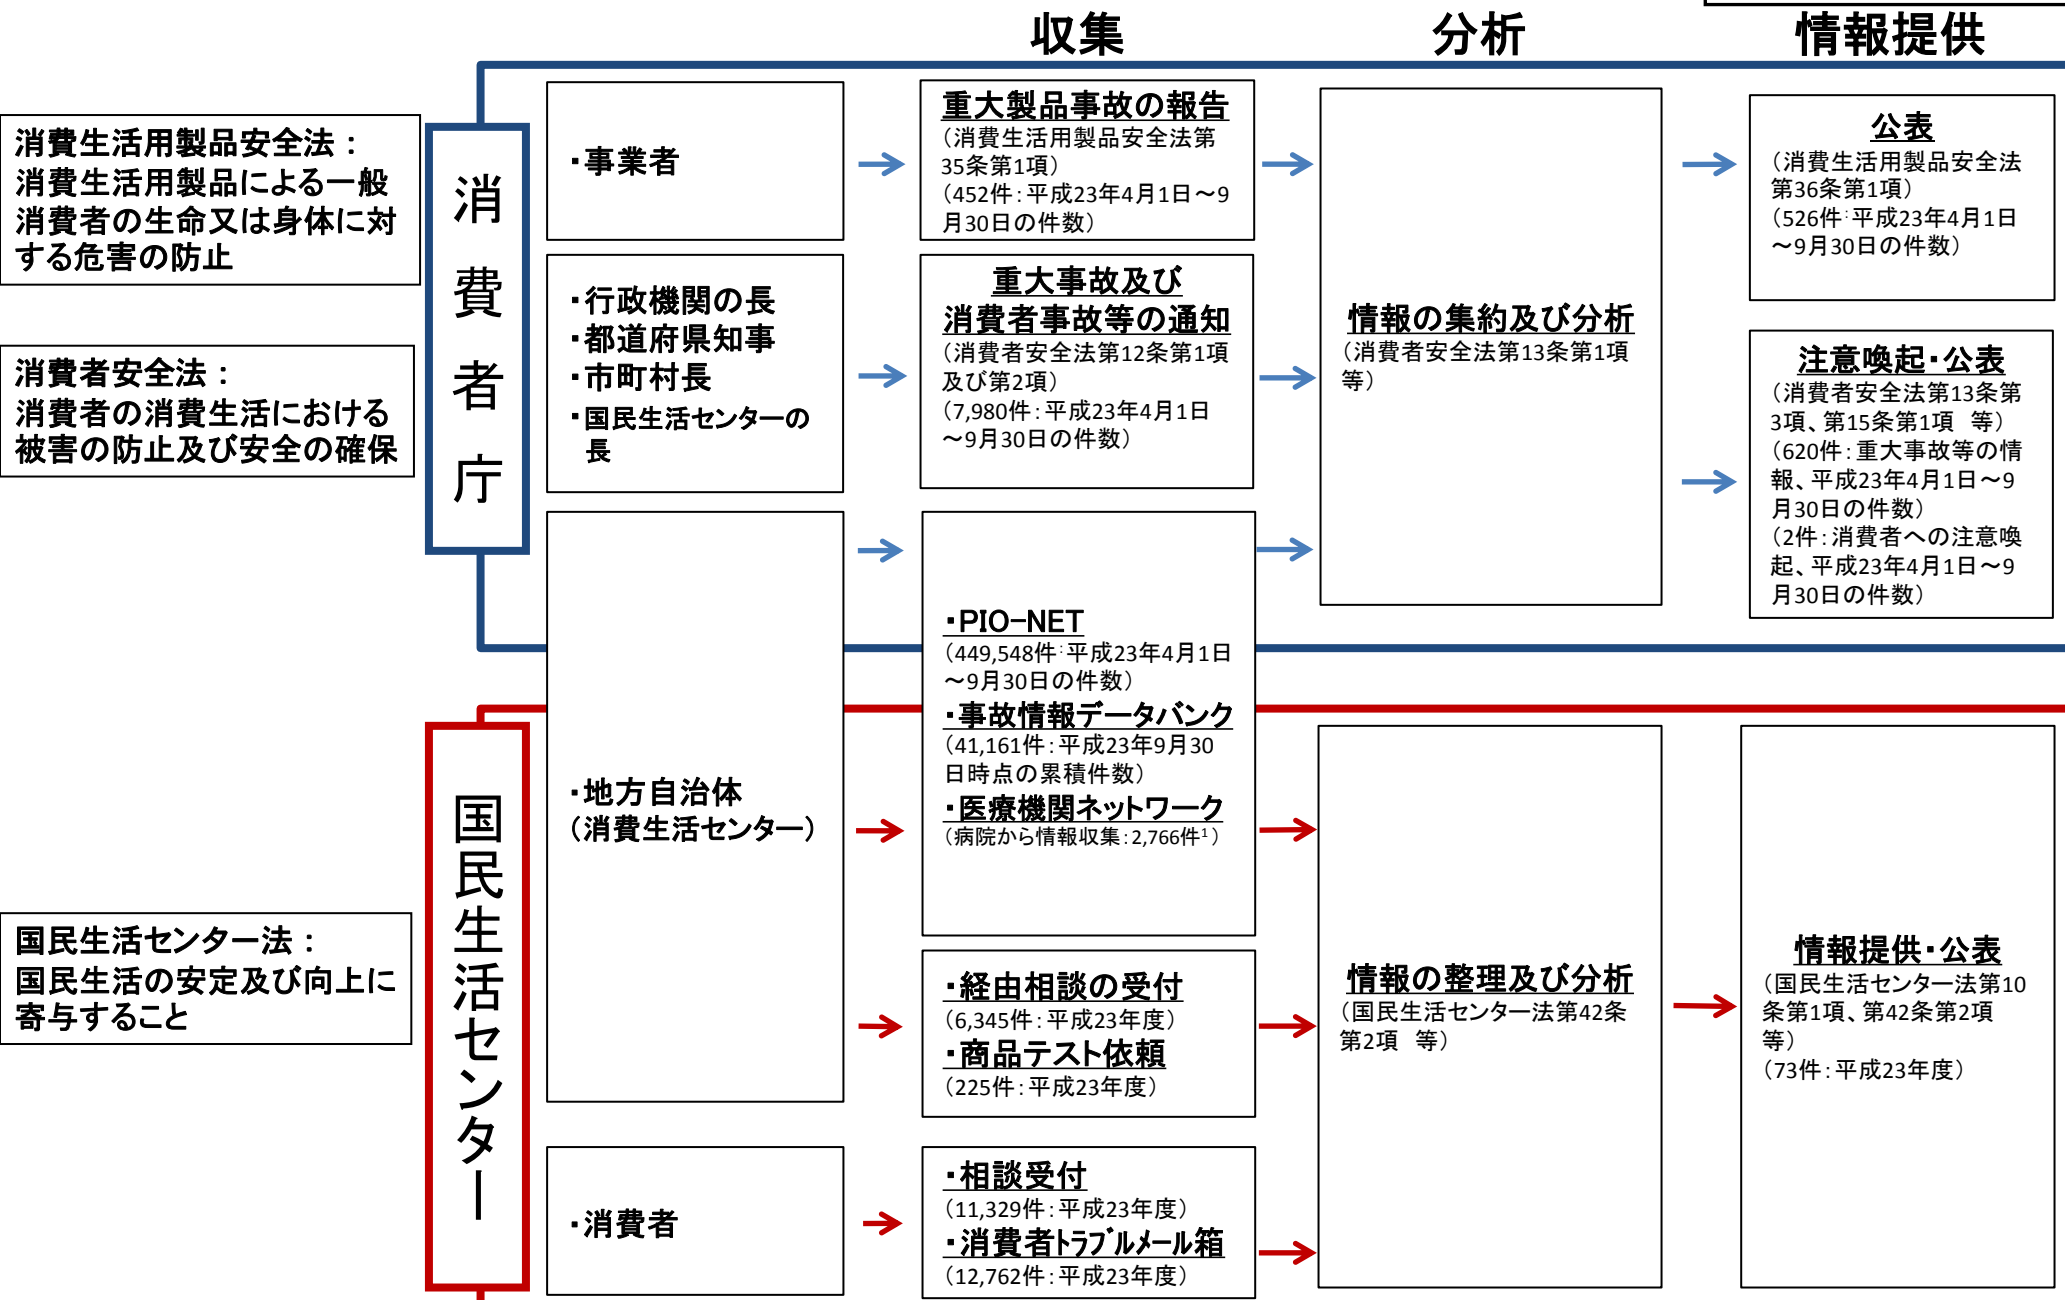 収集
分析
情報提供
消費生活用製品安全法：
消費生活用製品による一般
消費者の生命又は身体に対
する危害の防止
消費者安全法：
消費者の消費生活における
被害の防止及び安全の確保
消費者庁
・事業者
重大製品事故の報告
（消費生活用製品安全法第
35条第1項）
（452件：平成23年4月1日～9
月30日の件数）
・行政機関の長
・都道府県知事
・市町村長
・国民生活センターの
長
重大事故及び
消費者事故等の通知
（消費者安全法第12条第1項
及び第2項）
（7,980件：平成23年4月1日
～9月30日の件数）
情報の集約及び分析
（消費者安全法第13条第1項
等）
公表
（消費生活用製品安全法
第36条第1項）
（526件：平成23年4月1日
～9月30日の件数）
注意喚起・公表
（消費者安全法第13条第
3項、第15条第1項 等）
（620件：重大事故等の情
報、平成23年4月1日～9
月30日の件数）
（2件：消費者への注意喚
起、平成23年4月1日～9
月30日の件数）
国民生活センター法：
国民生活の安定及び向上に
寄与すること
国民生活センター
・地方自治体
（消費生活センター）
・PIO-NET
（449,548件：平成23年4月1日
～9月30日の件数）
・事故情報データバンク
（41,161件：平成23年9月30
日時点の累積件数）
・医療機関ネットワーク
（病院から情報収集：2,766件¹）
・経由相談の受付
（6,345件：平成23年度）
・商品テスト依頼
（225件：平成23年度）
・消費者
・相談受付
（11,329件：平成23年度）
・消費者トラブルメール箱
（12,762件：平成23年度）
情報の整理及び分析
（国民生活センター法第42条
第2項 等）
情報提供・公表
（国民生活センター法第10
条第1項、第42条第2項
等）
（73件：平成23年度）